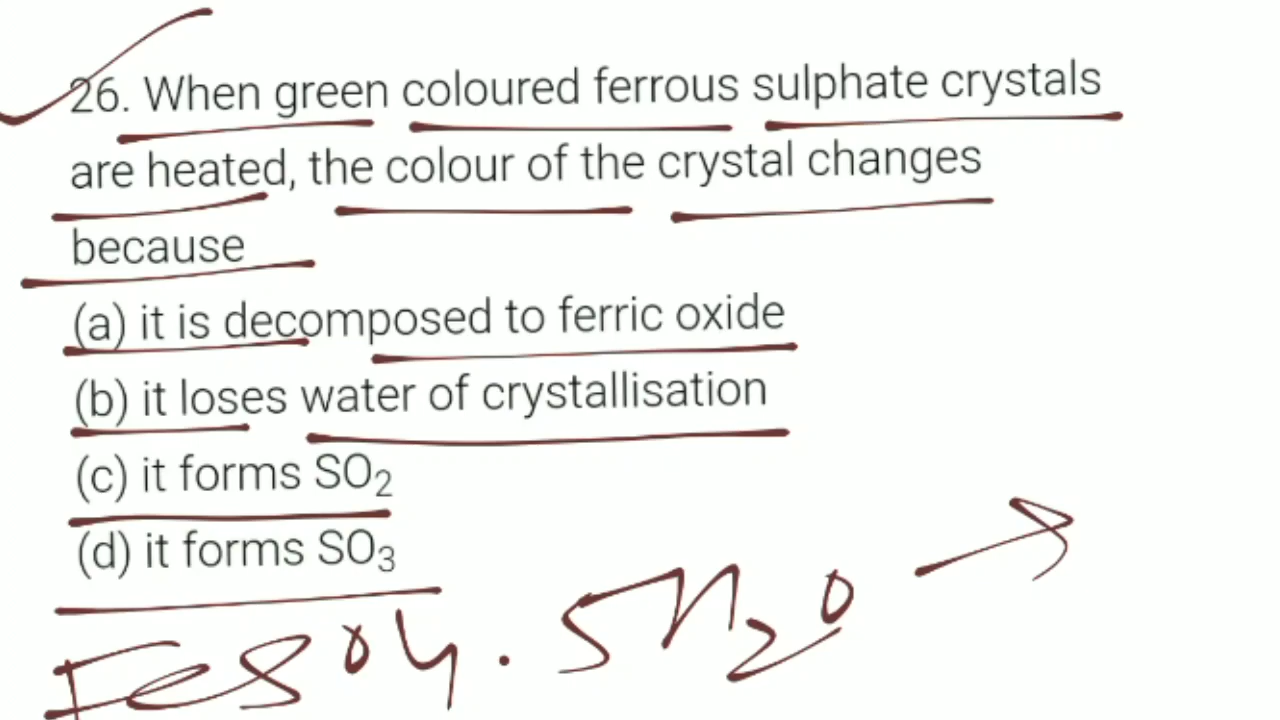 26. When green coloured ferrous sulphate crystals
are heated, the colour of the crystal changes
because
(a) it is decomposed to ferric oxide
(b) it loses water of crystallisation
(c) it forms SO₂
(d) it forms SO₃
FeSO4 . 5H2O →